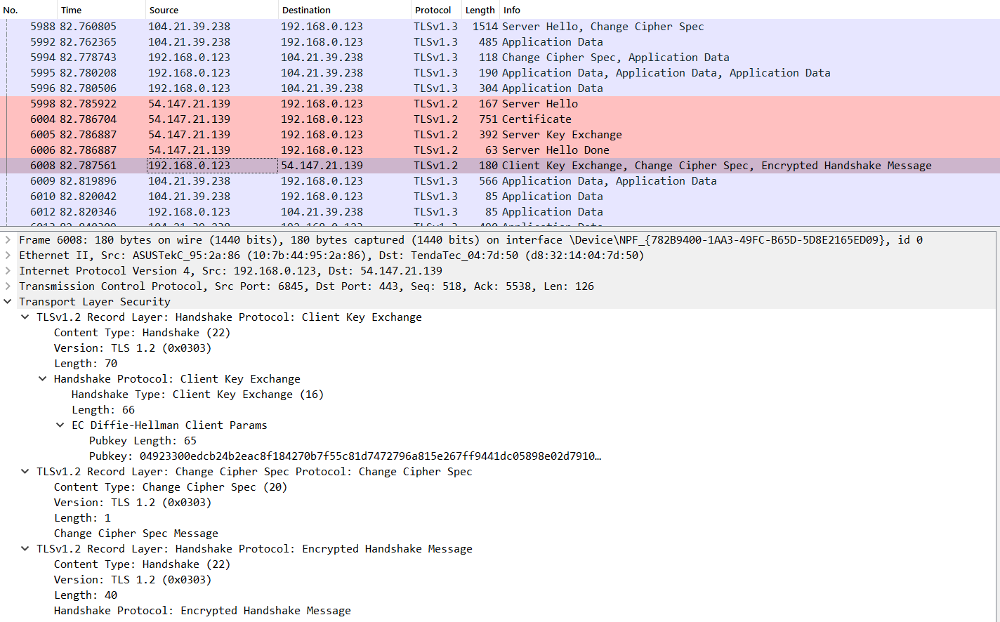 No. Time Source Destination Protocol Length Info
5988 82.760805 104.21.39.238 192.168.0.123 TLSv1.3 1514 Server Hello, Change Cipher Spec
5992 82.762365 104.21.39.238 192.168.0.123 TLSv1.3 485 Application Data
5994 82.778743 192.168.0.123 104.21.39.238 TLSv1.3 118 Change Cipher Spec, Application Data
5995 82.780208 192.168.0.123 104.21.39.238 TLSv1.3 190 Application Data, Application Data, Application Data
5996 82.780506 192.168.0.123 104.21.39.238 TLSv1.3 304 Application Data
5998 82.785922 54.147.21.139 192.168.0.123 TLSv1.2 167 Server Hello
6004 82.786704 54.147.21.139 192.168.0.123 TLSv1.2 751 Certificate
6005 82.786887 54.147.21.139 192.168.0.123 TLSv1.2 392 Server Key Exchange
6006 82.786887 54.147.21.139 192.168.0.123 TLSv1.2 63 Server Hello Done
6008 82.787561 192.168.0.123 54.147.21.139 TLSv1.2 180 Client Key Exchange, Change Cipher Spec, Encrypted Handshake Message
6009 82.819896 104.21.39.238 192.168.0.123 TLSv1.3 566 Application Data, Application Data
6010 82.820042 104.21.39.238 192.168.0.123 TLSv1.3 85 Application Data
6012 82.820346 192.168.0.123 104.21.39.238 TLSv1.3 85 Application Data
Frame 6008: 180 bytes on wire (1440 bits), 180 bytes captured (1440 bits) on interface \Device\NPF_{782B9400-1AA3-49FC-B65D-5D8E2165ED09}, id 0
Ethernet II, Src: ASUSTekC_95:2a:86 (10:7b:44:95:2a:86), Dst: TendaTec_04:7d:50 (d8:32:14:04:7d:50)
Internet Protocol Version 4, Src: 192.168.0.123, Dst: 54.147.21.139
Transmission Control Protocol, Src Port: 6845, Dst Port: 443, Seq: 518, Ack: 5538, Len: 126
Transport Layer Security
TLSv1.2 Record Layer: Handshake Protocol: Client Key Exchange
Content Type: Handshake (22)
Version: TLS 1.2 (0x0303)
Length: 70
Handshake Protocol: Client Key Exchange
Handshake Type: Client Key Exchange (16)
Length: 66
EC Diffie-Hellman Client Params
Pubkey Length: 65
Pubkey: 04923300edcb24b2eac8f184270b7f55c81d7472796a815e267ff9441dc05898e02d7910…
TLSv1.2 Record Layer: Change Cipher Spec Protocol: Change Cipher Spec
Content Type: Change Cipher Spec (20)
Version: TLS 1.2 (0x0303)
Length: 1
Change Cipher Spec Message
TLSv1.2 Record Layer: Handshake Protocol: Encrypted Handshake Message
Content Type: Handshake (22)
Version: TLS 1.2 (0x0303)
Length: 40
Handshake Protocol: Encrypted Handshake Message